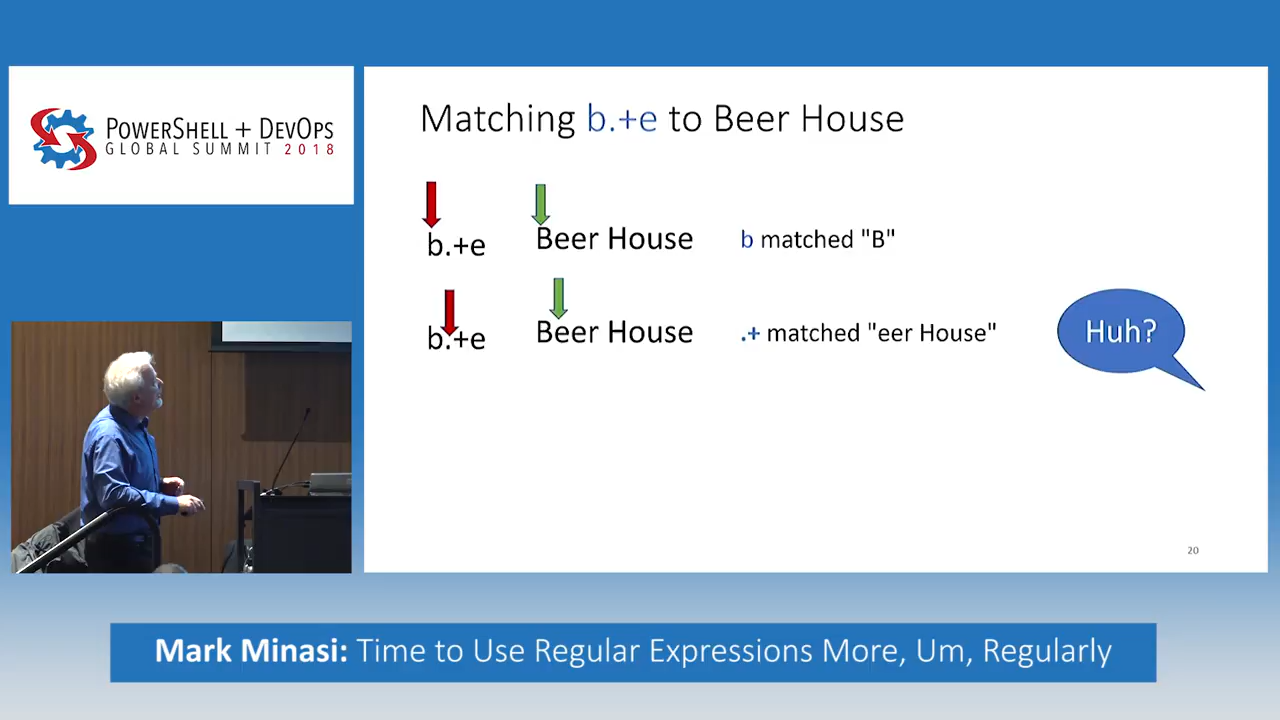 POWERSHELL + DEVOPS
GLOBAL SUMMIT 2018
Matching b.+e to Beer House
b.+e Beer House b matched "B"
b.+e Beer House .+ matched "eer House"
Huh?
20
Mark Minasi: Time to Use Regular Expressions More, Um, Regularly